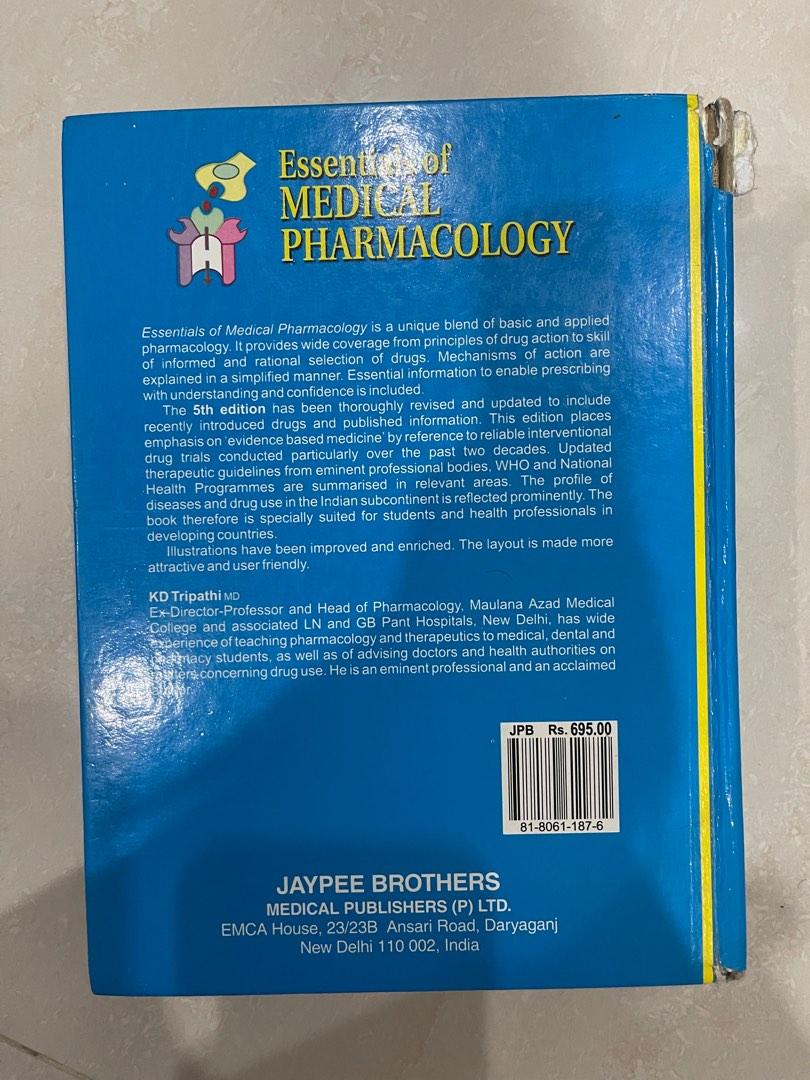 Essentials of
MEDICAL
PHARMACOLOGY
Essentials of Medical Pharmacology is a unique blend of basic and applied
pharmacology. It provides wide coverage from principles of drug action to skill
of informed and rational selection of drugs. Mechanisms of action are
explained in a simplified manner. Essential information to enable prescribing
with understanding and confidence is included.
The 5th edition has been thoroughly revised and updated to include
recently introduced drugs and published information. This edition places
emphasis on 'evidence based medicine' by reference to reliable interventional
drug trials conducted particularly over the past two decades. Updated
therapeutic guidelines from eminent professional bodies, WHO and National
Health Programmes are summarised in relevant areas. The profile of
diseases and drug use in the Indian subcontinent is reflected prominently. The
book therefore is specially suited for students and health professionals in
developing countries.
Illustrations have been improved and enriched. The layout is made more
attractive and user friendly.
KD Tripathi MD
Ex-Director-Professor and Head of Pharmacology, Maulana Azad Medical
College and associated LN and GB Pant Hospitals, New Delhi, has wide
experience of teaching pharmacology and therapeutics to medical, dental and
pharmacy students, as well as of advising doctors and health authorities on
matters concerning drug use. He is an eminent professional and an acclaimed
JPB Rs. 695.00
81-8061-187-6
JAYPEE BROTHERS
MEDICAL PUBLISHERS (P) LTD.
EMCA House, 23/23B Ansari Road, Daryaganj
New Delhi 110 002, India